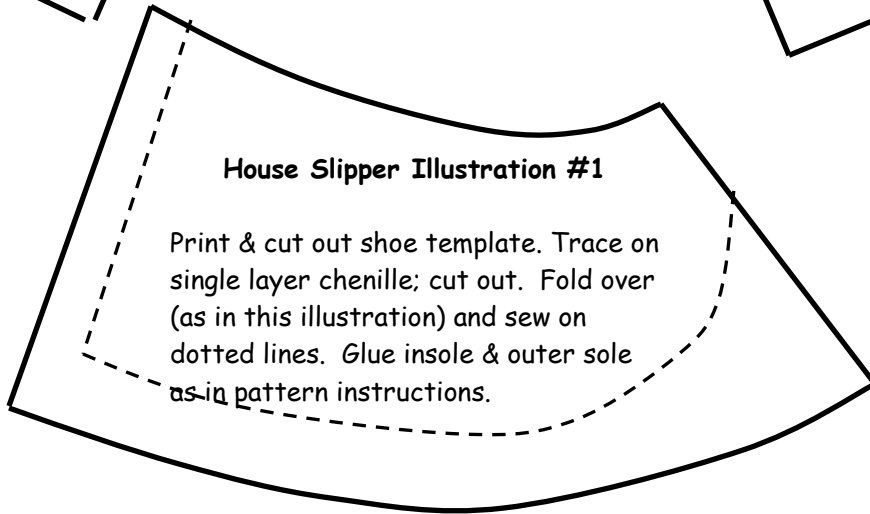 House Slipper Illustration #1
Print & cut out shoe template. Trace on
single layer chenille; cut out.  Fold over
(as in this illustration) and sew on
dotted lines.  Glue insole & outer sole
as in pattern instructions.